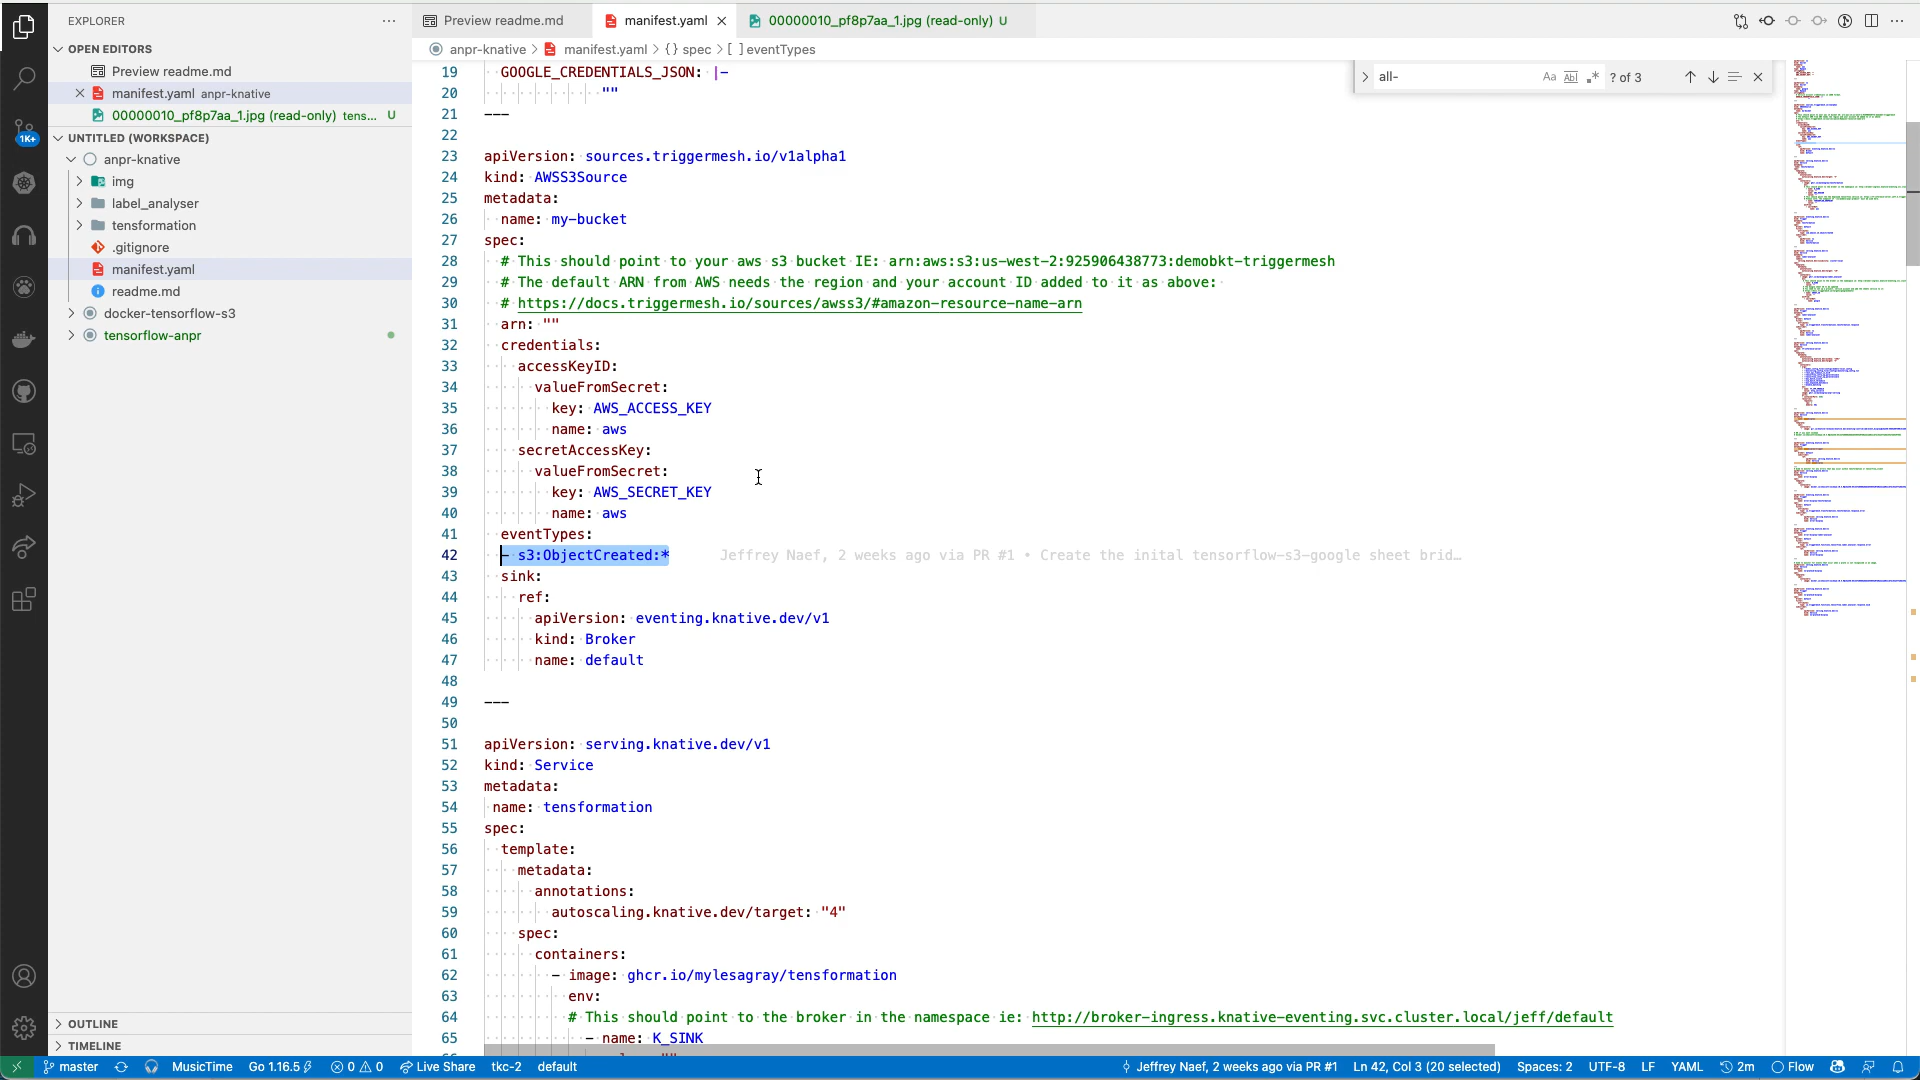 EXPLORER
OPEN EDITORS
Preview readme.md
manifest.yaml anpr-knative
00000010_pf8p7aa_1.jpg (read-only) tens... U
UNTITLED (WORKSPACE)
anpr-knative
img
label_analyser
tensformation
.gitignore
manifest.yaml
readme.md
docker-tensorflow-s3
tensorflow-anpr
OUTLINE
TIMELINE
1K+
Preview readme.md
manifest.yaml
00000010_pf8p7aa_1.jpg (read-only) U
anpr-knative > manifest.yaml > {} spec > [ ] eventTypes
all-
Aa Abl .* ? of 3
19 GOOGLE_CREDENTIALS_JSON: |-
20 ""
21 ---
22
23 apiVersion: sources.triggermesh.io/v1alpha1
24 kind: AWSS3Source
25 metadata:
26 name: my-bucket
27 spec:
28 # This should point to your aws s3 bucket IE: arn:aws:s3:us-west-2:925906438773:demobkt-triggermesh
29 # The default ARN from AWS needs the region and your account ID added to it as above:
30 # https://docs.triggermesh.io/sources/awss3/#amazon-resource-name-arn
31 arn: ""
32 credentials:
33 accessKeyID:
34 valueFromSecret:
35 key: AWS_ACCESS_KEY
36 name: aws
37 secretAccessKey:
38 valueFromSecret:
39 key: AWS_SECRET_KEY
40 name: aws
41 eventTypes:
42 - s3:ObjectCreated:* Jeffrey Naef, 2 weeks ago via PR #1 • Create the inital tensorflow-s3-google sheet brid…
43 sink:
44 ref:
45 apiVersion: eventing.knative.dev/v1
46 kind: Broker
47 name: default
48
49 ---
50
51 apiVersion: serving.knative.dev/v1
52 kind: Service
53 metadata:
54 name: tensformation
55 spec:
56 template:
57 metadata:
58 annotations:
59 autoscaling.knative.dev/target: "4"
60 spec:
61 containers:
62 - image: ghcr.io/mylesagray/tensformation
63 env:
64 # This should point to the broker in the namespace ie: http://broker-ingress.knative-eventing.svc.cluster.local/jeff/default
65 - name: K_SINK
master MusicTime Go 1.16.5 0 0 Live Share tkc-2 default Jeffrey Naef, 2 weeks ago via PR #1 Ln 42, Col 3 (20 selected) Spaces: 2 UTF-8 LF YAML 2m Flow